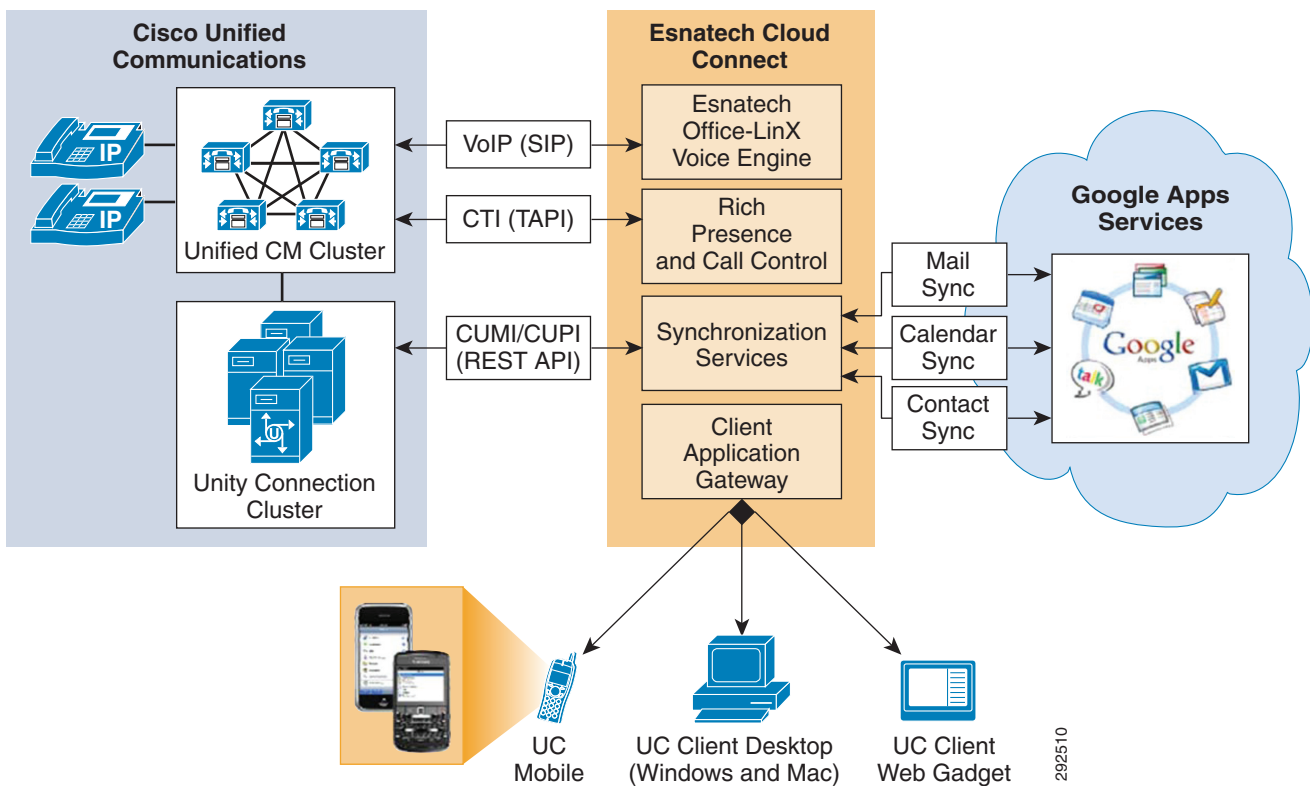 Cisco Unified
Communications
IP
IP
Unified CM Cluster
U
Unity Connection
Cluster
VoIP (SIP)
CTI (TAPI)
CUMI/CUPI
(REST API)
Esnatech Cloud
Connect
Esnatech
Office-LinX
Voice Engine
Rich
Presence
and Call Control
Synchronization
Services
Client
Application
Gateway
Mail
Sync
Calendar
Sync
Contact
Sync
Google Apps
Services
Google
Apps
talk
UC
Mobile
UC Client Desktop
(Windows and Mac)
UC Client
Web Gadget
292510